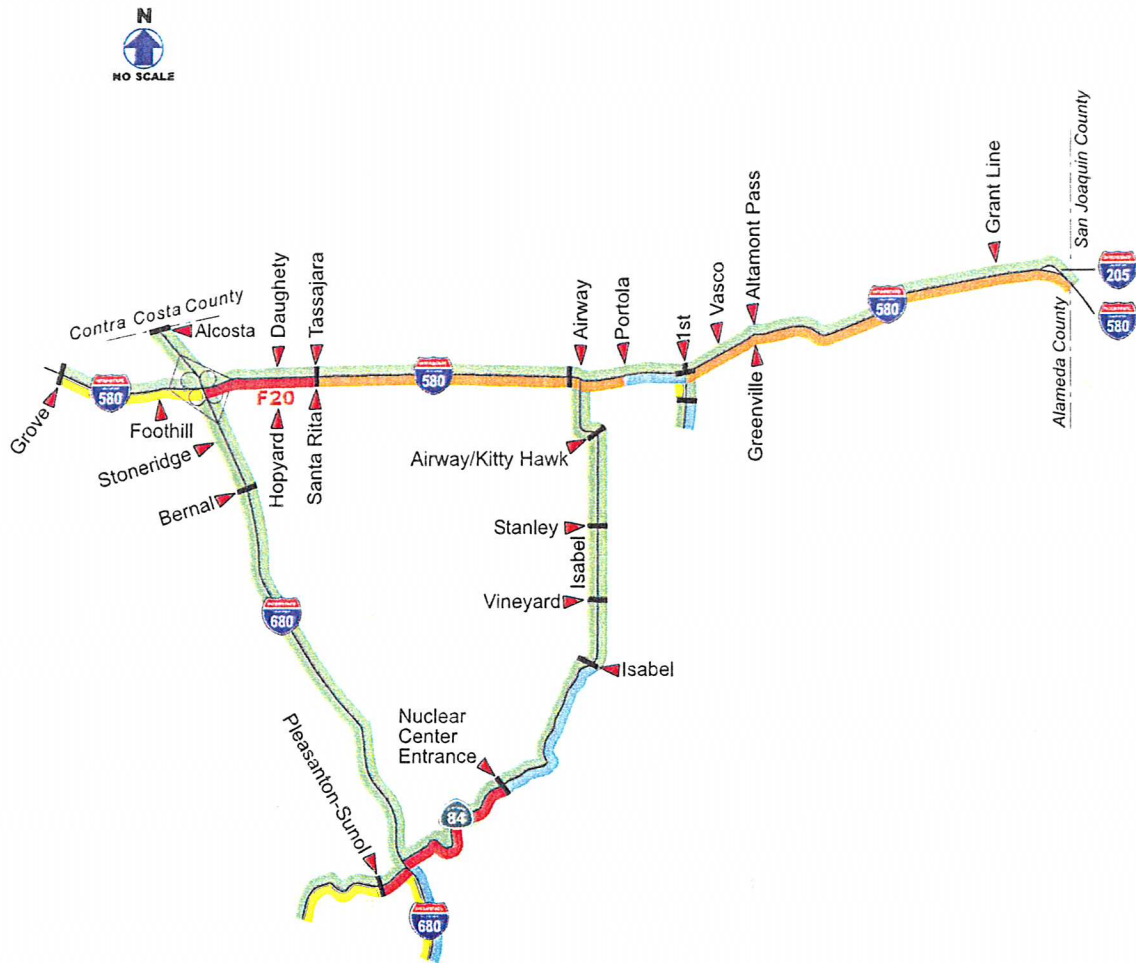 N
NO SCALE
San Joaquin County
Grant Line
205
Altamont Pass
Vasco
Contra Costa County
Daughety
Tassajara
Airway
Portola
1st
580
580
Alcosta
580
580
Alameda County
F20
Grove
Foothill
Stoneridge
Hopyard
Santa Rita
Greenville
Airway/Kitty Hawk
Bernal
Stanley
Isabel
Vineyard
680
Isabel
Nuclear
Center
Entrance
Pleasanton-Sunol
84
680